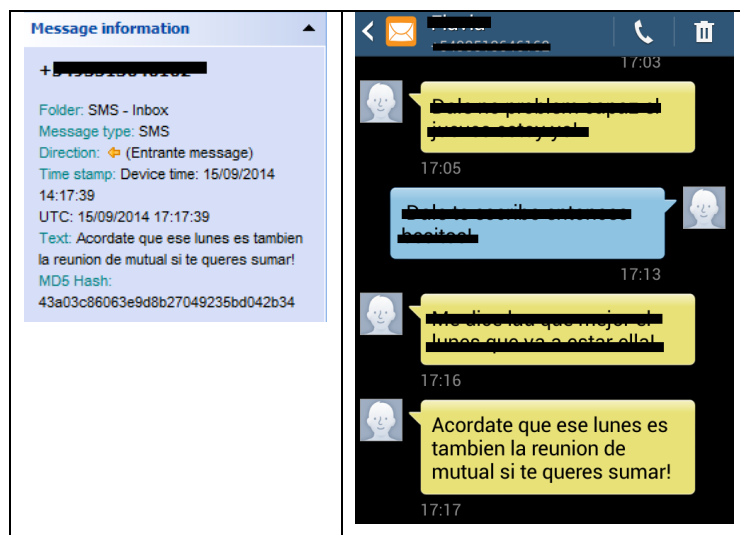 Message information
Folder: SMS - Inbox
Message type: SMS
Direction: (Entrante message)
Time stamp: Device time: 15/09/2014
14:17:39
UTC: 15/09/2014 17:17:39
Text: Acordate que ese lunes es tambien
la reunion de mutual si te queres sumar!
MD5 Hash:
43a03c86063e9d8b27049235bd042b34
17:03
17:05
17:13
17:16
Acordate que ese lunes es
tambien la reunion de
mutual si te queres sumar!
17:17